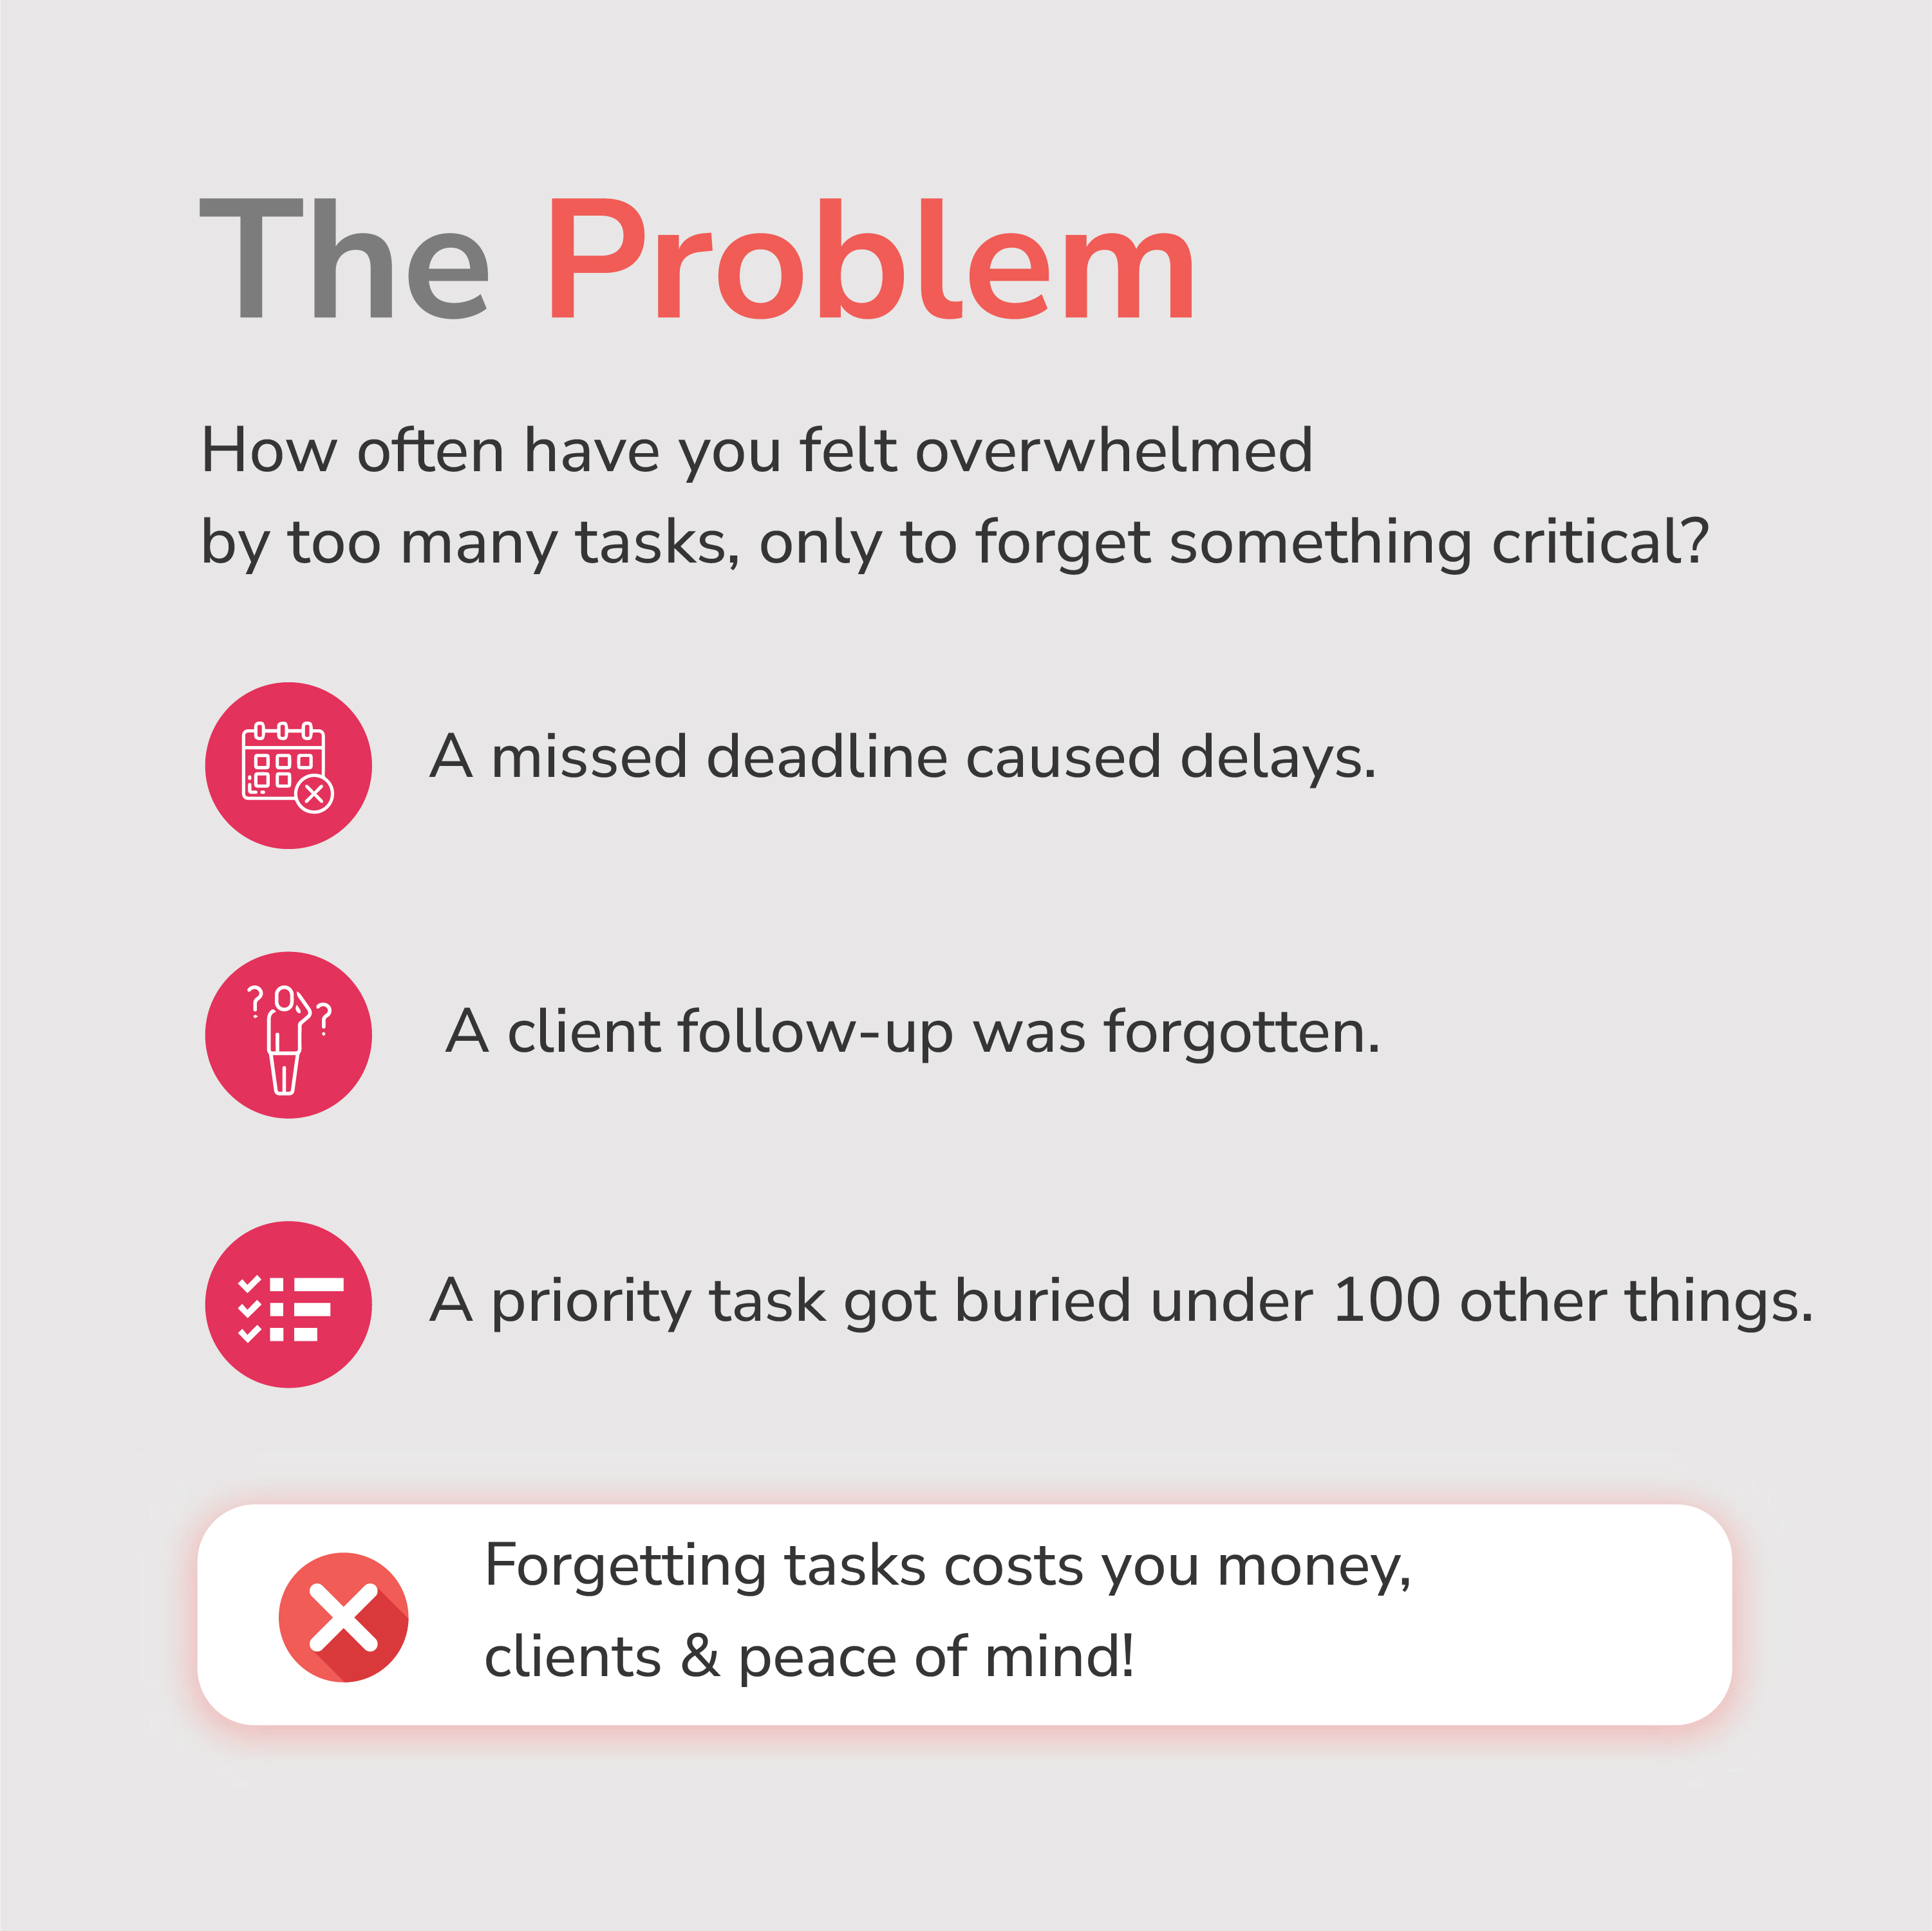 The Problem
How often have you felt overwhelmed
by too many tasks, only to forget something critical?
A missed deadline caused delays.
? ?
A client follow-up was forgotten.
A priority task got buried under 100 other things.
Forgetting tasks costs you money,
clients & peace of mind!